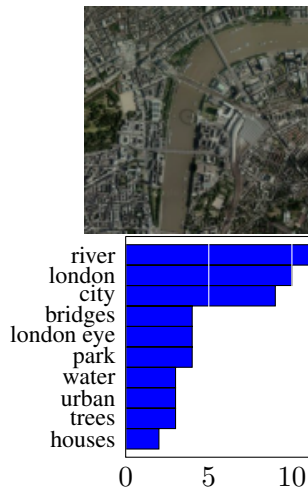 river
london
city
bridges
london eye
park
water
urban
trees
houses
0 5 10